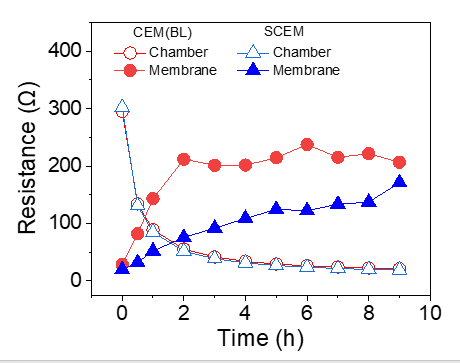 CEM(BL) SCEM
Chamber Chamber
Membrane Membrane
400
300
200
100
0
Resistance (Ω)
0 2 4 6 8 10
Time (h)